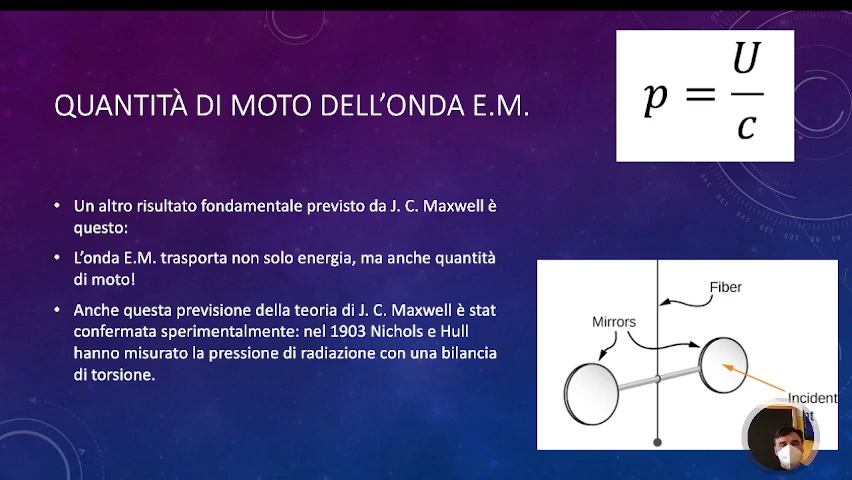 QUANTITÀ DI MOTO DELL'ONDA E.M.
p = U / c
• Un altro risultato fondamentale previsto da J. C. Maxwell è
questo:
• L'onda E.M. trasporta non solo energia, ma anche quantità
di moto!
• Anche questa previsione della teoria di J. C. Maxwell è stat
confermata sperimentalmente: nel 1903 Nichols e Hull
hanno misurato la pressione di radiazione con una bilancia
di torsione.
Fiber
Mirrors
Incident
ht